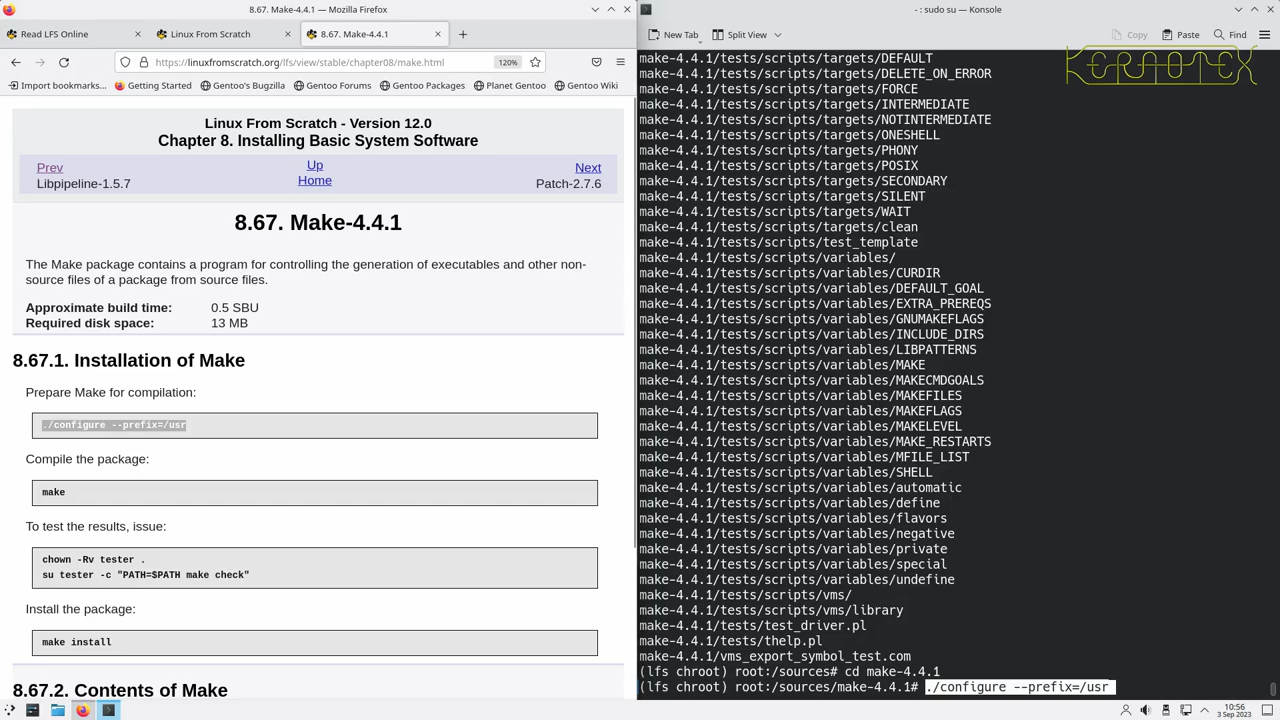 8.67. Make-4.4.1 — Mozilla Firefox
Read LFS Online
Linux From Scratch
8.67. Make-4.4.1
https://linuxfromscratch.org/lfs/view/stable/chapter08/make.html
120%
Import bookmarks...
Getting Started
Gentoo's Bugzilla
Gentoo Forums
Gentoo Packages
Planet Gentoo
Gentoo Wiki
Linux From Scratch - Version 12.0
Chapter 8. Installing Basic System Software
Prev
Up
Next
Libpipeline-1.5.7
Home
Patch-2.7.6
8.67. Make-4.4.1
The Make package contains a program for controlling the generation of executables and other non-
source files of a package from source files.
Approximate build time: 0.5 SBU
Required disk space: 13 MB
8.67.1. Installation of Make
Prepare Make for compilation:
./configure --prefix=/usr
Compile the package:
make
To test the results, issue:
chown -Rv tester .
su tester -c "PATH=$PATH make check"
Install the package:
make install
8.67.2. Contents of Make
- : sudo su — Konsole
New Tab
Split View
Copy
Paste
Find
KERNOTEX
make-4.4.1/tests/scripts/targets/DEFAULT
make-4.4.1/tests/scripts/targets/DELETE_ON_ERROR
make-4.4.1/tests/scripts/targets/FORCE
make-4.4.1/tests/scripts/targets/INTERMEDIATE
make-4.4.1/tests/scripts/targets/NOTINTERMEDIATE
make-4.4.1/tests/scripts/targets/ONESHELL
make-4.4.1/tests/scripts/targets/PHONY
make-4.4.1/tests/scripts/targets/POSIX
make-4.4.1/tests/scripts/targets/SECONDARY
make-4.4.1/tests/scripts/targets/SILENT
make-4.4.1/tests/scripts/targets/WAIT
make-4.4.1/tests/scripts/targets/clean
make-4.4.1/tests/scripts/test_template
make-4.4.1/tests/scripts/variables/
make-4.4.1/tests/scripts/variables/CURDIR
make-4.4.1/tests/scripts/variables/DEFAULT_GOAL
make-4.4.1/tests/scripts/variables/EXTRA_PREREQS
make-4.4.1/tests/scripts/variables/GNUMAKEFLAGS
make-4.4.1/tests/scripts/variables/INCLUDE_DIRS
make-4.4.1/tests/scripts/variables/LIBPATTERNS
make-4.4.1/tests/scripts/variables/MAKE
make-4.4.1/tests/scripts/variables/MAKECMDGOALS
make-4.4.1/tests/scripts/variables/MAKEFILES
make-4.4.1/tests/scripts/variables/MAKEFLAGS
make-4.4.1/tests/scripts/variables/MAKELEVEL
make-4.4.1/tests/scripts/variables/MAKE_RESTARTS
make-4.4.1/tests/scripts/variables/MFILE_LIST
make-4.4.1/tests/scripts/variables/SHELL
make-4.4.1/tests/scripts/variables/automatic
make-4.4.1/tests/scripts/variables/define
make-4.4.1/tests/scripts/variables/flavors
make-4.4.1/tests/scripts/variables/negative
make-4.4.1/tests/scripts/variables/private
make-4.4.1/tests/scripts/variables/special
make-4.4.1/tests/scripts/variables/undefine
make-4.4.1/tests/scripts/vms/
make-4.4.1/tests/scripts/vms/library
make-4.4.1/tests/test_driver.pl
make-4.4.1/tests/thelp.pl
make-4.4.1/vms_export_symbol_test.com
(lfs chroot) root:/sources# cd make-4.4.1
(lfs chroot) root:/sources/make-4.4.1# ./configure --prefix=/usr
10:56
3 Sep 2023